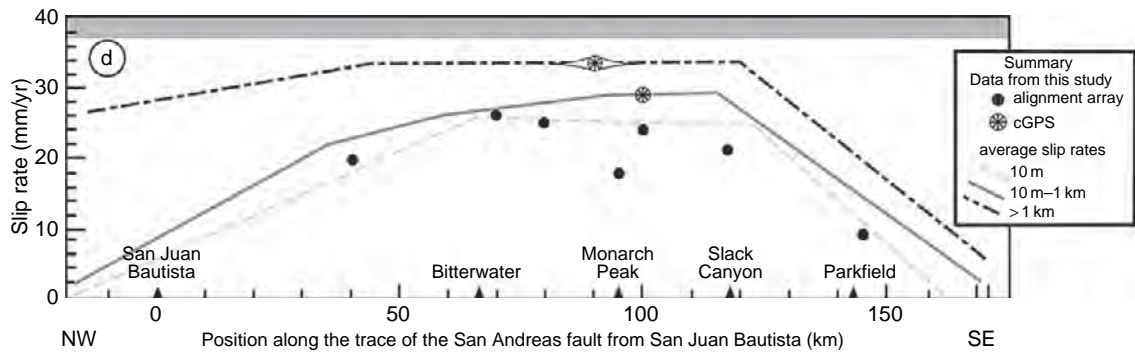 40
30
20
10
0
Slip rate (mm/yr)
d
San Juan
Bautista
Bitterwater
Monarch
Peak
Slack
Canyon
Parkfield
0
50
100
150
NW
Position along the trace of the San Andreas fault from San Juan Bautista (km)
SE
Summary
Data from this study
alignment array
cGPS
average slip rates
10 m
10 m–1 km
>1 km